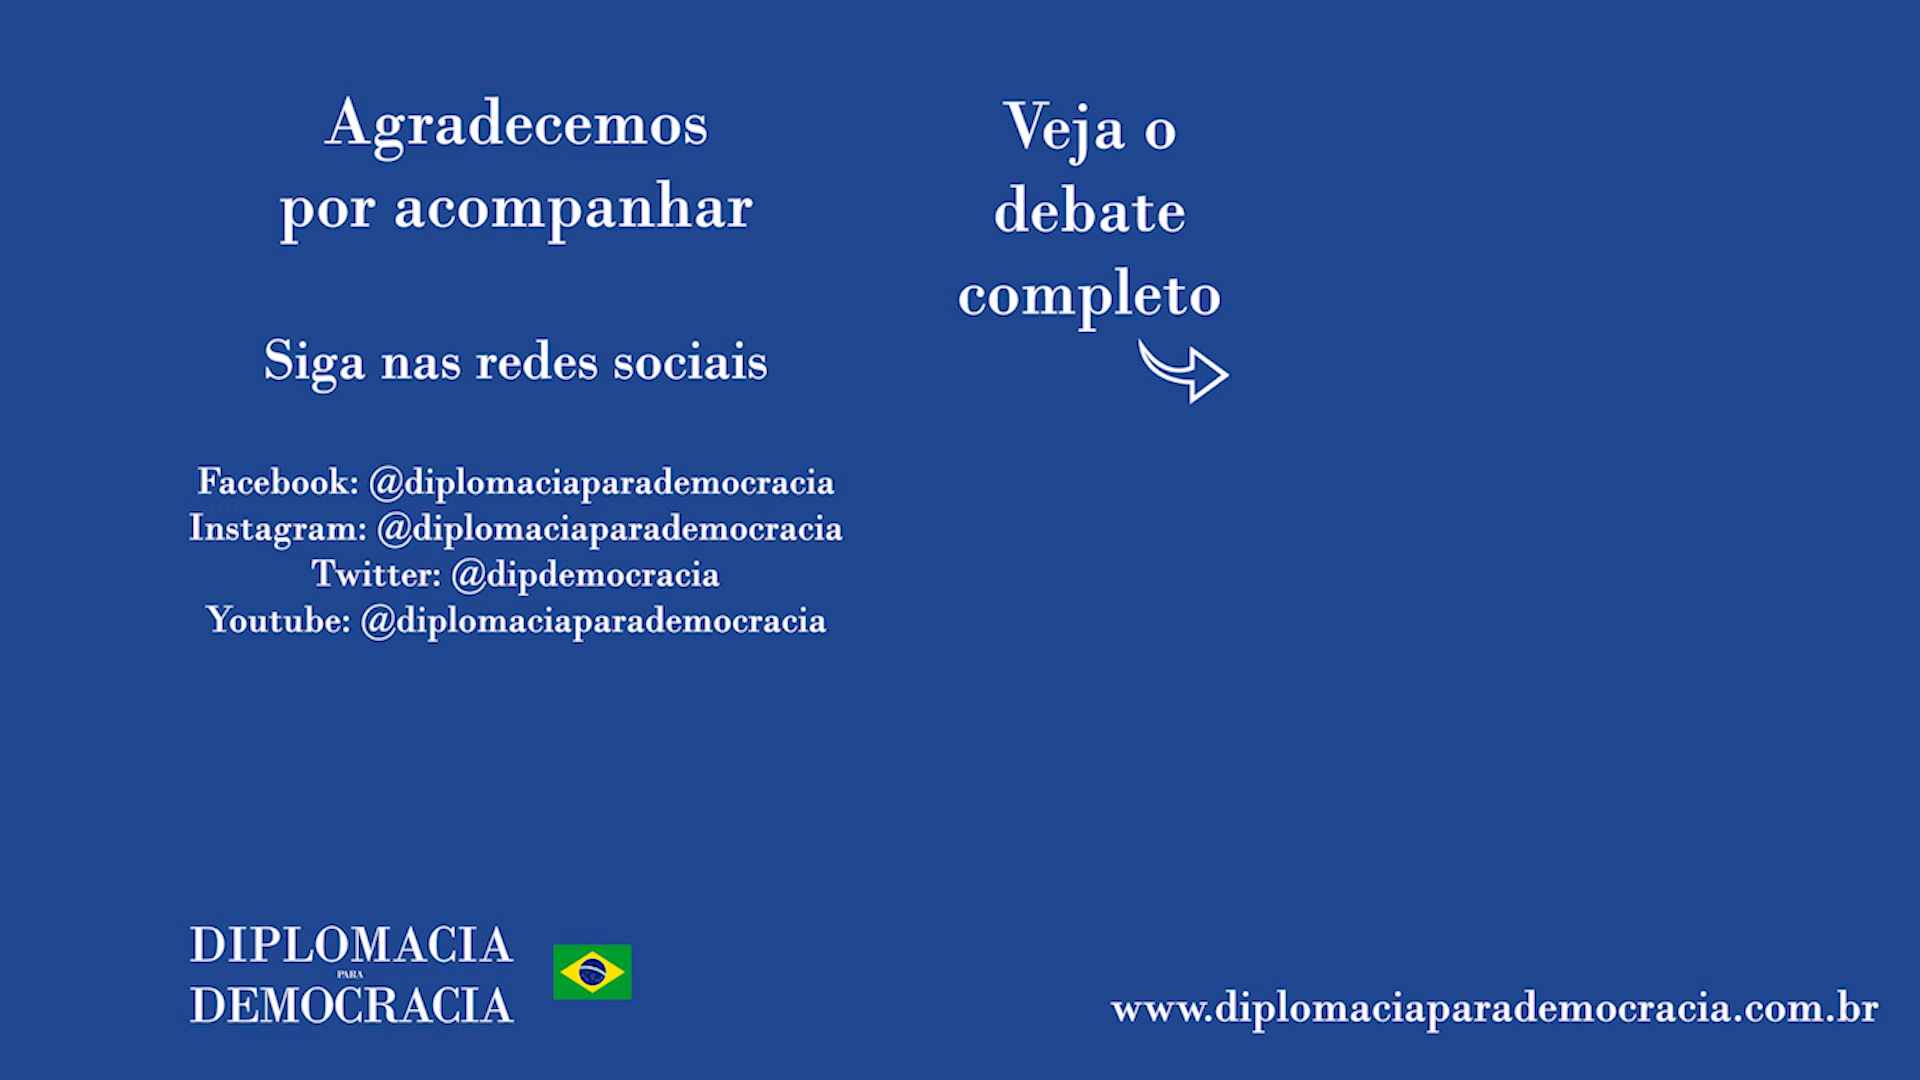 Agradecemos
por acompanhar
Siga nas redes sociais
Facebook: @diplomaciaparademocracia
Instagram: @diplomaciaparademocracia
Twitter: @dipdemocracia
Youtube: @diplomaciaparademocracia
Veja o
debate
completo
DIPLOMACIA
PARA
DEMOCRACIA
www.diplomaciaparademocracia.com.br